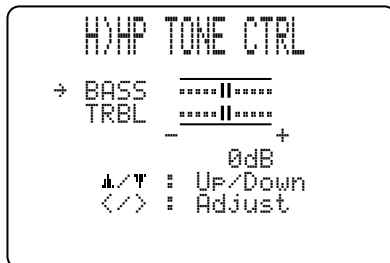 H)HP TONE CTRL
→ BASS
TRBL
- +
0dB
▲/▼ : Up/Down
</> : Adjust